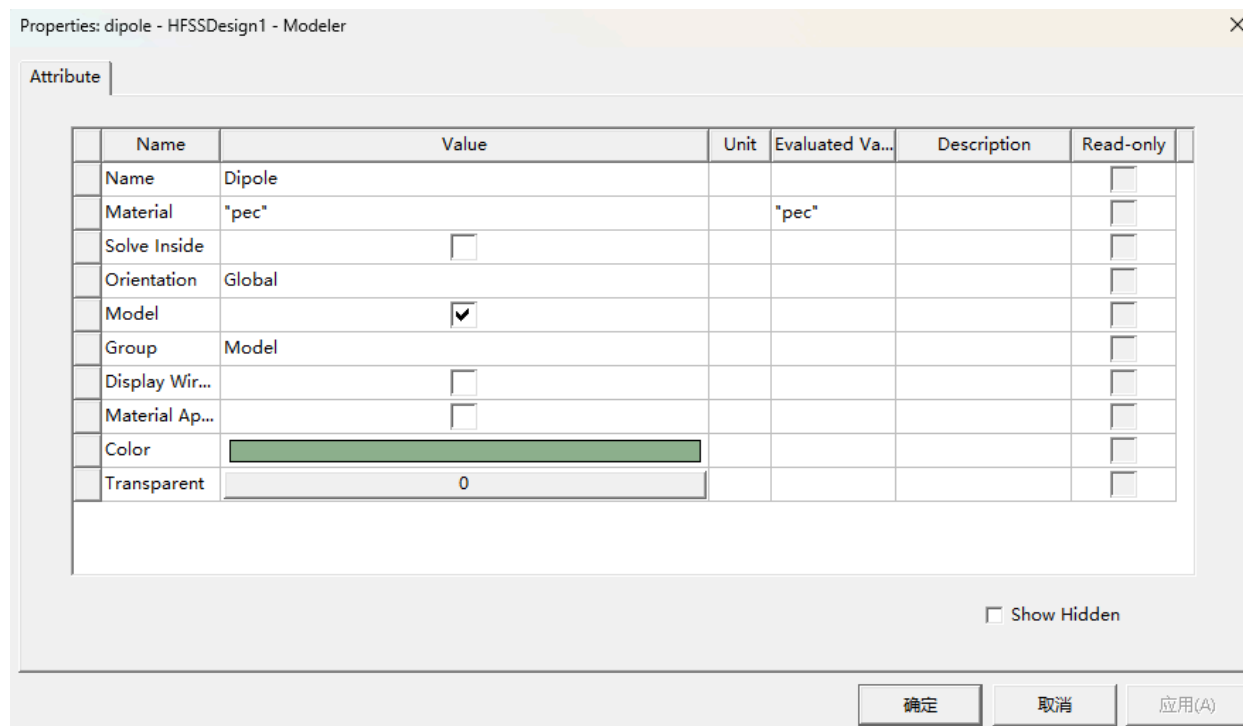 Properties: dipole - HFSSDesign1 - Modeler
Attribute
Name Value Unit Evaluated Va... Description Read-only
Name Dipole
Material "pec" "pec"
Solve Inside
Orientation Global
Model
Group Model
Display Wir...
Material Ap...
Color
Transparent 0
Show Hidden
确定 取消 应用(A)